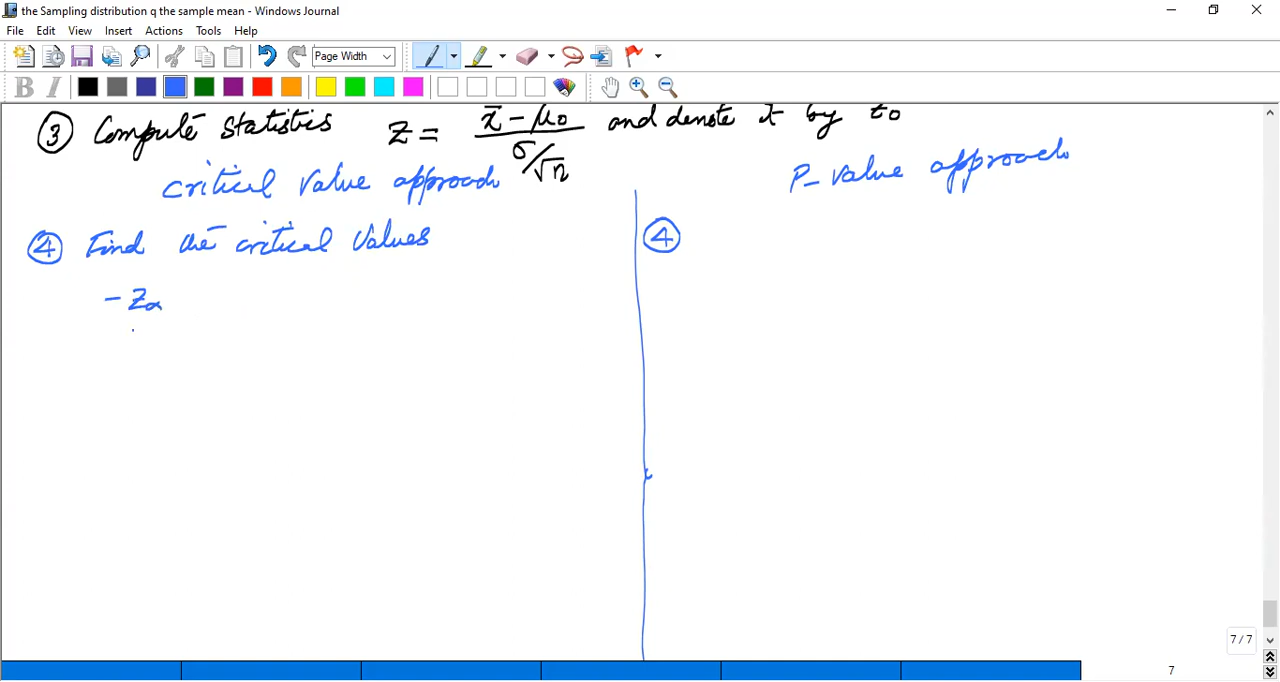 the Sampling distribution q the sample mean - Windows Journal
File Edit View Insert Actions Tools Help
Page Width
B I
③ Compute Statistics z = x̄ - μ0 / σ/√n and denote it by to
critical value approach
P- value approach
④ Find the critical values
- Zα
④
7 / 7
7